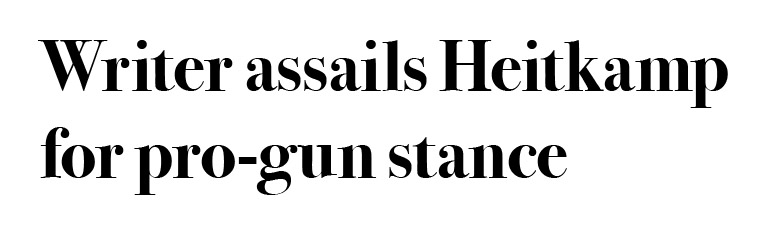 Writer assails Heitkamp
for pro-gun stance